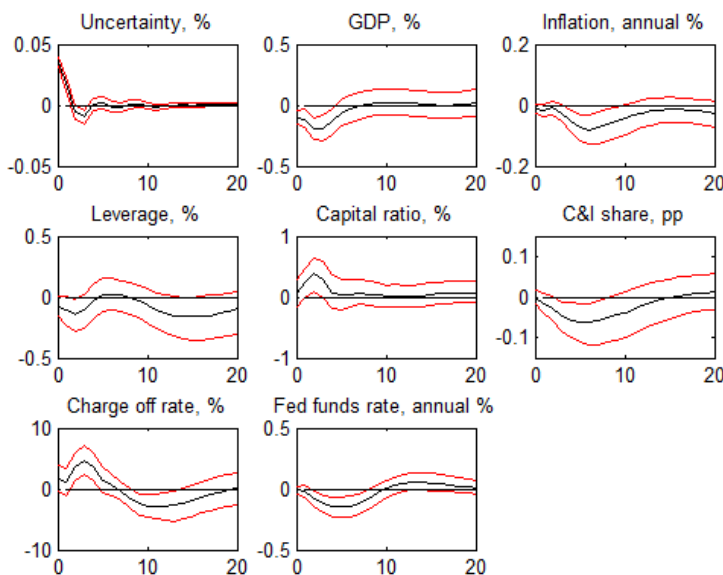 Uncertainty, %
GDP, %
Inflation, annual %
0.05
0
-0.05
0 10 20
0.5
0
-0.5
0 10 20
0.2
0
-0.2
0 10 20
Leverage, %
Capital ratio, %
C&I share, pp
0.5
0
-0.5
0 10 20
1
0
-1
0 10 20
0.1
0
-0.1
0 10 20
Charge off rate, %
Fed funds rate, annual %
10
0
-10
0 10 20
0.5
0
-0.5
0 10 20